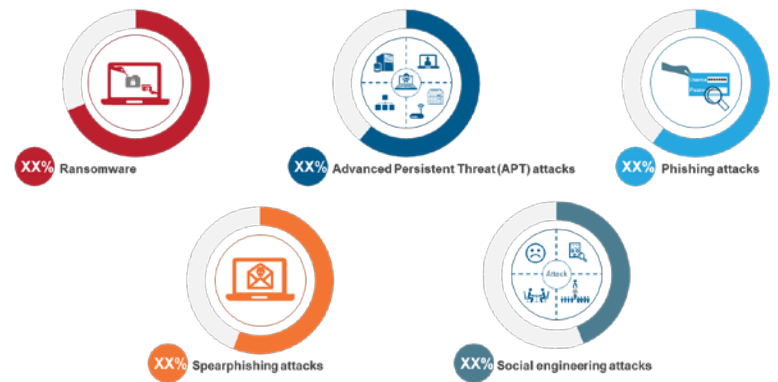 XX% Ransomware
XX% Advanced Persistent Threat (APT) attacks
XX% Phishing attacks
XX% Spearphishing attacks
Attack
XX% Social engineering attacks